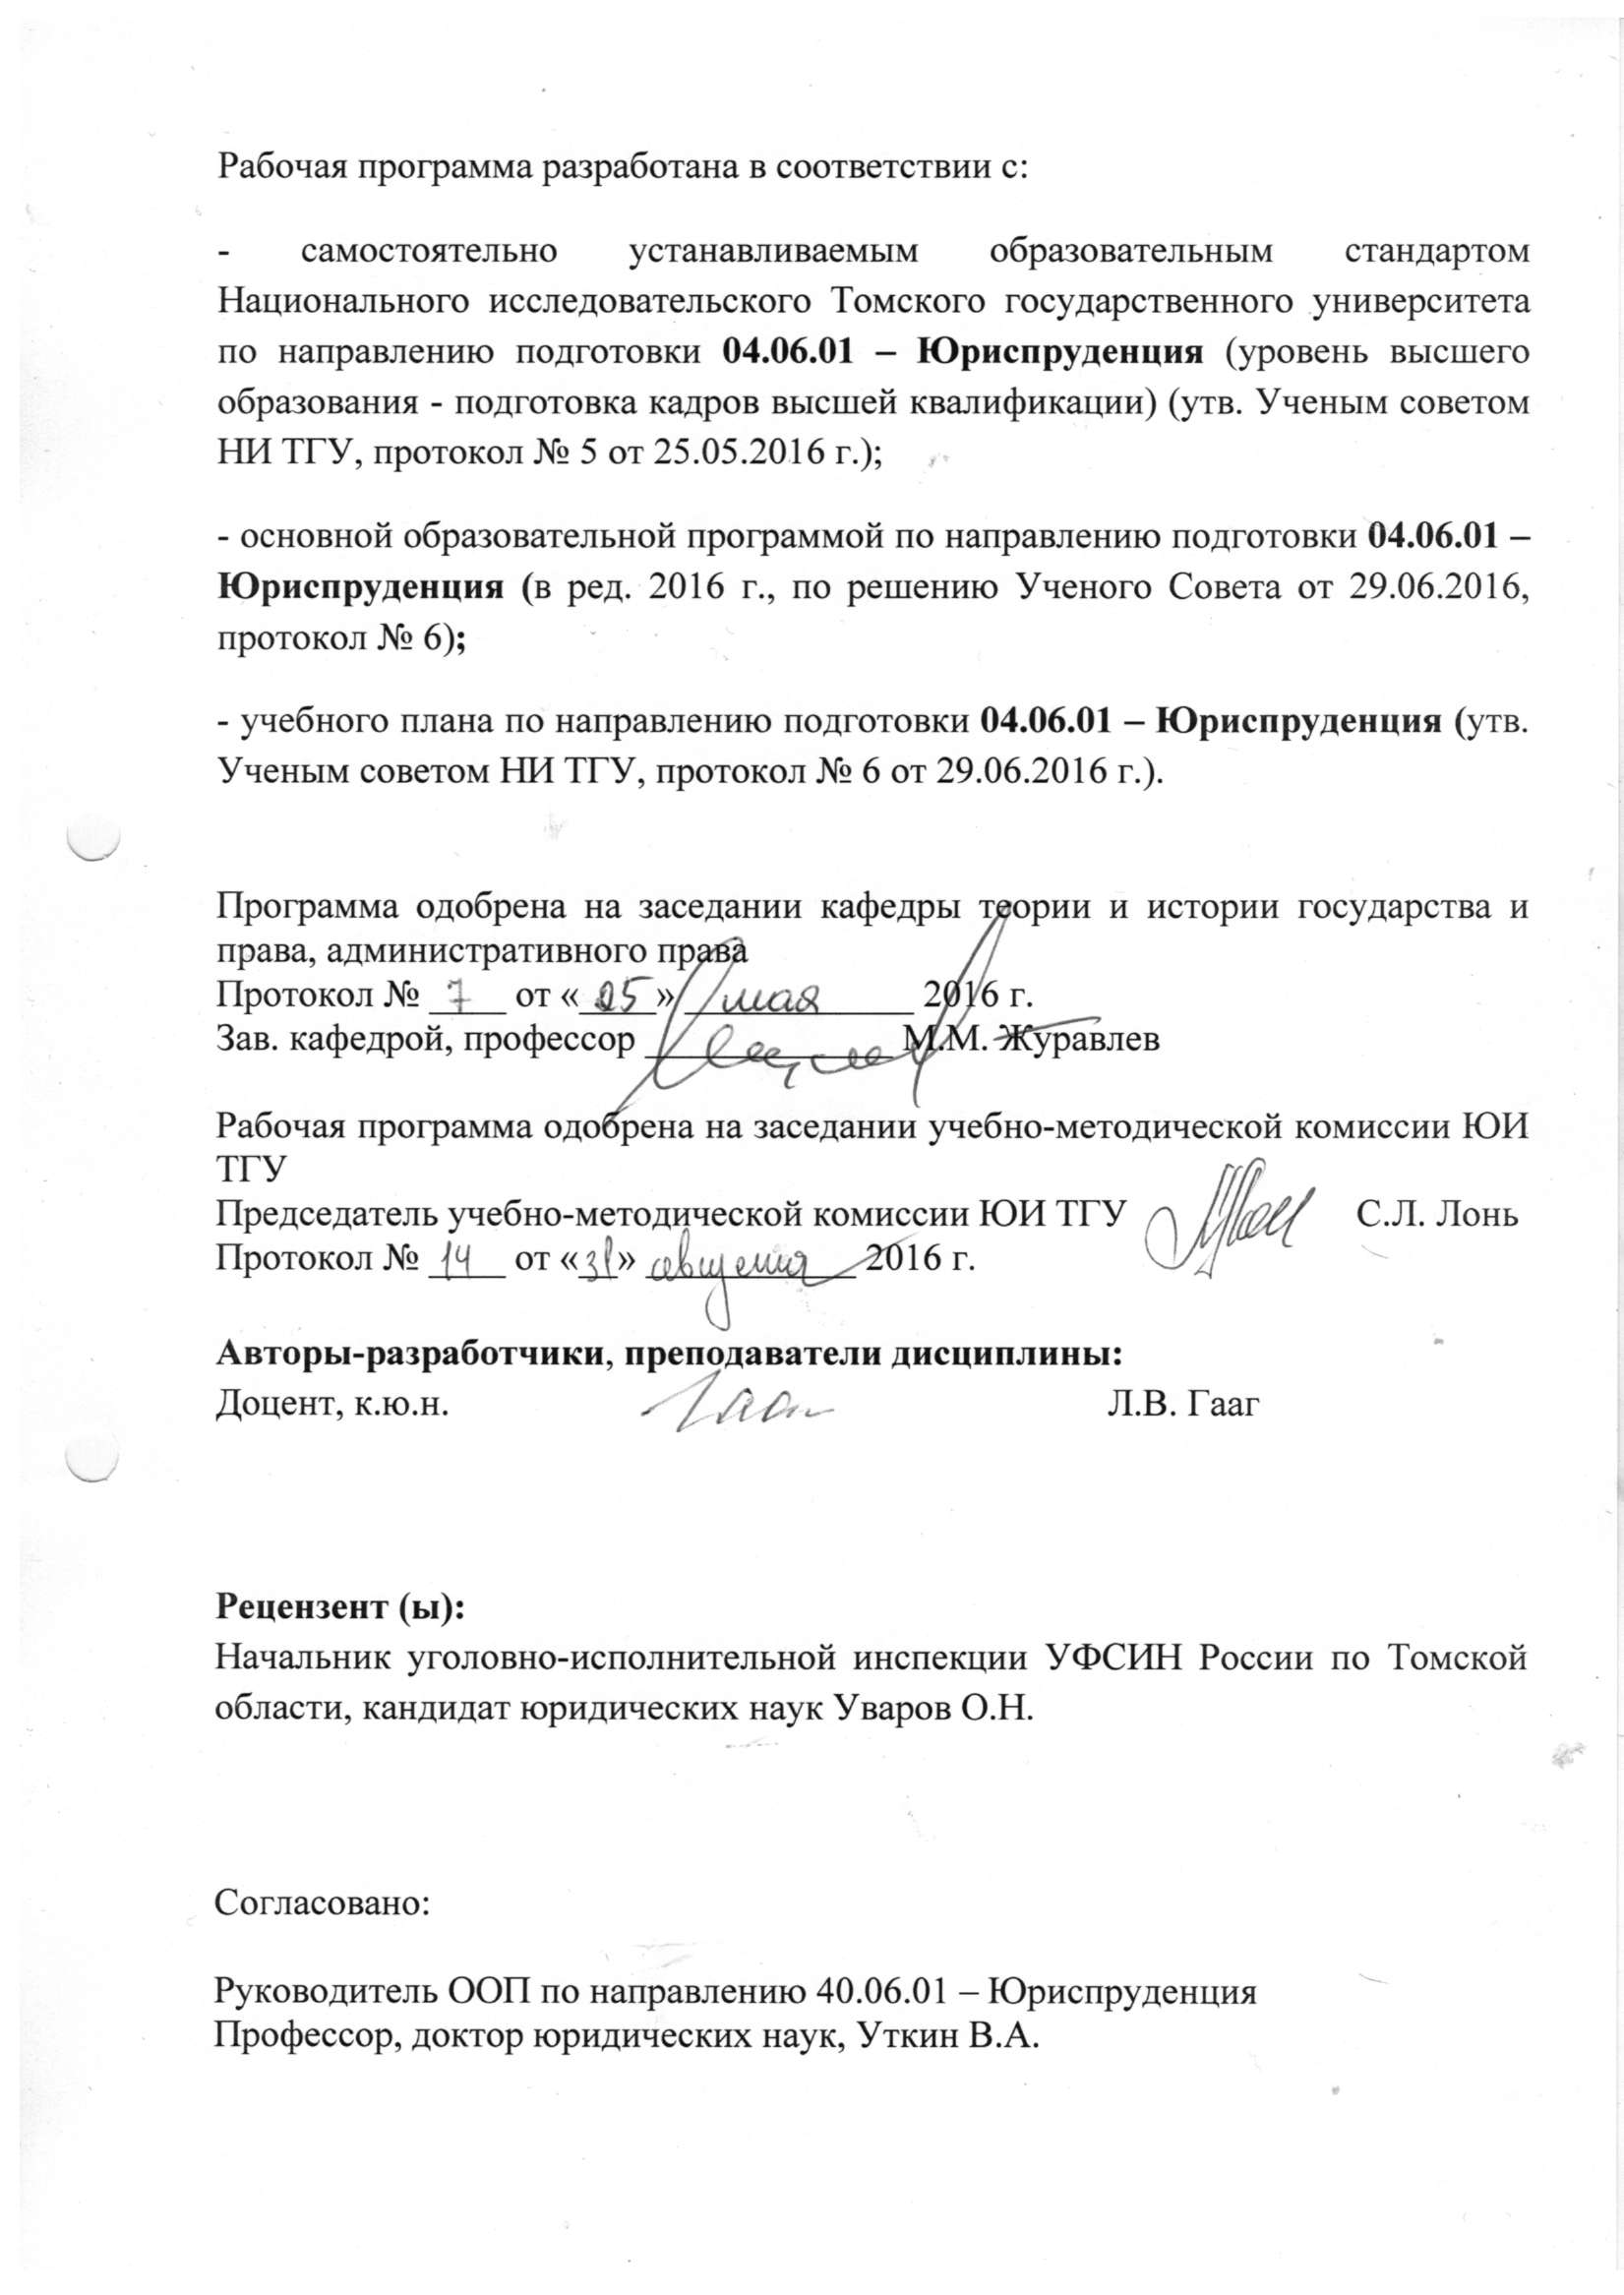 Рабочая программа разработана в соответствии с:
- самостоятельно устанавливаемым образовательным стандартом
Национального исследовательского Томского государственного университета
по направлению подготовки 04.06.01 – Юриспруденция (уровень высшего
образования - подготовка кадров высшей квалификации) (утв. Ученым советом
НИ ТГУ, протокол № 5 от 25.05.2016 г.);
- основной образовательной программой по направлению подготовки 04.06.01 –
Юриспруденция (в ред. 2016 г., по решению Ученого Совета от 29.06.2016,
протокол № 6);
- учебного плана по направлению подготовки 04.06.01 – Юриспруденция (утв.
Ученым советом НИ ТГУ, протокол № 6 от 29.06.2016 г.).
Программа одобрена на заседании кафедры теории и истории государства и
права, административного права
Протокол № 7 от «25» мая 2016 г.
Зав. кафедрой, профессор М.М. Журавлев
Рабочая программа одобрена на заседании учебно-методической комиссии ЮИ
ТГУ
Председатель учебно-методической комиссии ЮИ ТГУ С.Л. Лонь
Протокол № 14 от «31» августа 2016 г.
Авторы-разработчики, преподаватели дисциплины:
Доцент, к.ю.н. Л.В. Гааг
Рецензент (ы):
Начальник уголовно-исполнительной инспекции УФСИН России по Томской
области, кандидат юридических наук Уваров О.Н.
Согласовано:
Руководитель ООП по направлению 40.06.01 – Юриспруденция
Профессор, доктор юридических наук, Уткин В.А.